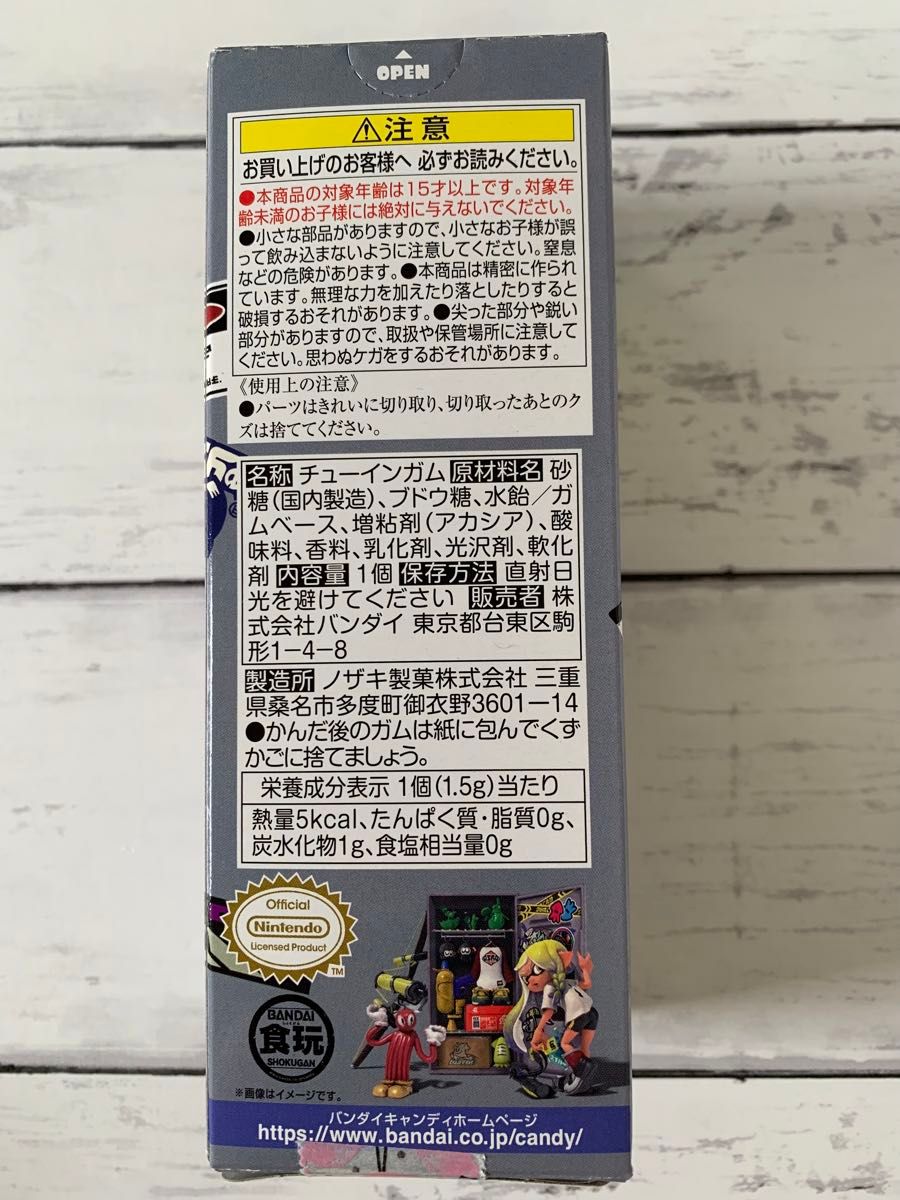 OPEN
⚠注意
お買い上げのお客様へ 必ずお読みください。
●本商品の対象年齢は15才以上です。対象年
齢未満のお子様には絶対に与えないでください。
●小さな部品がありますので、小さなお子様が誤
って飲み込まないように注意してください。窒息
などの危険があります。●本商品は精密に作られ
ています。無理な力を加えたり落としたりすると
破損するおそれがあります。●尖った部分や鋭い
部分がありますので、取扱や保管場所に注意して
ください。思わぬケガをするおそれがあります。
《使用上の注意》
●パーツはきれいに切り取り、切り取ったあとのク
ズは捨ててください。
名称 チューインガム 原材料名 砂
糖(国内製造)、ブドウ糖、水飴/ガ
ムベース、増粘剤(アカシア)、酸
味料、香料、乳化剤、光沢剤、軟化
剤 内容量 1個 保存方法 直射日
光を避けてください 販売者 株
式会社バンダイ 東京都台東区駒
形1-4-8
製造所 ノザキ製菓株式会社 三重
県桑名市多度町御衣野3601-14
●かんだ後のガムは紙に包んでくず
かごに捨てましょう。
栄養成分表示 1個(1.5g)当たり
熱量5kcal、たんぱく質・脂質0g、
炭水化物1g、食塩相当量0g
Official
Nintendo
Licensed Product
TM
BANDAI
食玩
SHOKUGAN
※画像はイメージです。
バンダイキャンディホームページ
https://www.bandai.co.jp/candy/